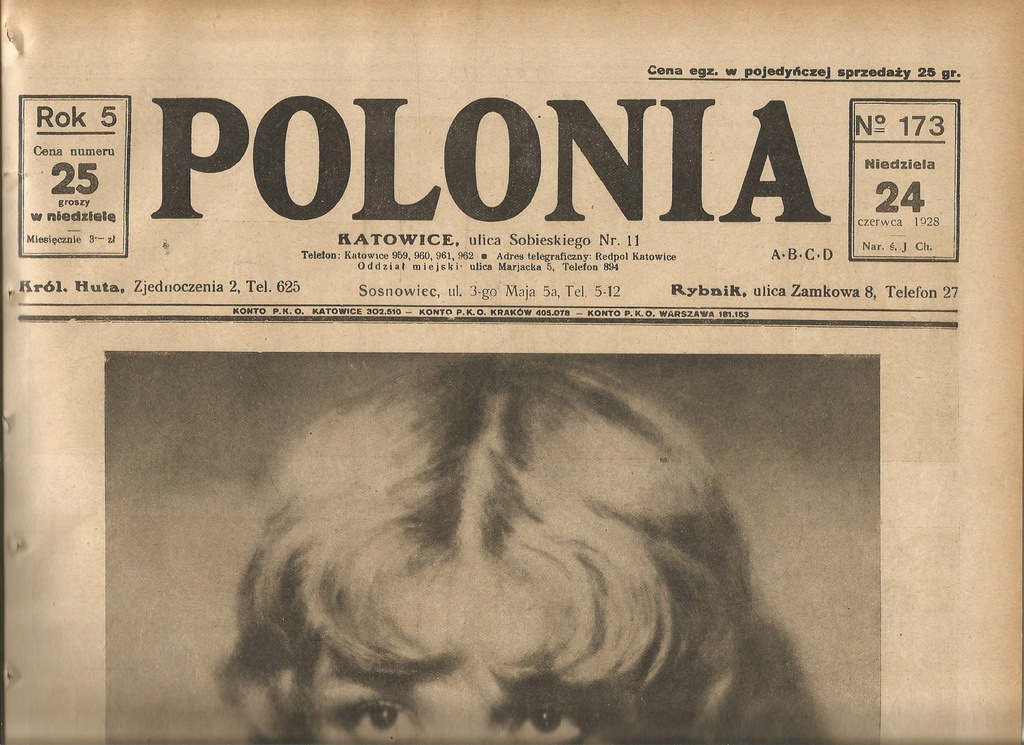 Cena egz. w pojedyńczej sprzedaży 25 gr.
Rok 5
Cena numeru
25
groszy
w niedzielę
Miesięcznie 3·— zł
POLONIA
Nº 173
Niedziela
24
czerwca 1928
Nar. ś. J. Ch.
KATOWICE, ulica Sobieskiego Nr. 11
Telefon: Katowice 959, 960, 961, 962 ■ Adres telegraficzny: Redpol Katowice
Oddział miejski· ulica Marjacka 5, Telefon 894
A·B·C·D
Król. Huta, Zjednoczenia 2, Tel. 625
Sosnowiec, ul. 3-go Maja 5a, Tel. 5-12
Rybnik, ulica Zamkowa 8, Telefon 27
KONTO P. K. O. KATOWICE 302.510 — KONTO P. K. O. KRAKÓW 405.078 — KONTO P. K. O. WARSZAWA 181.153